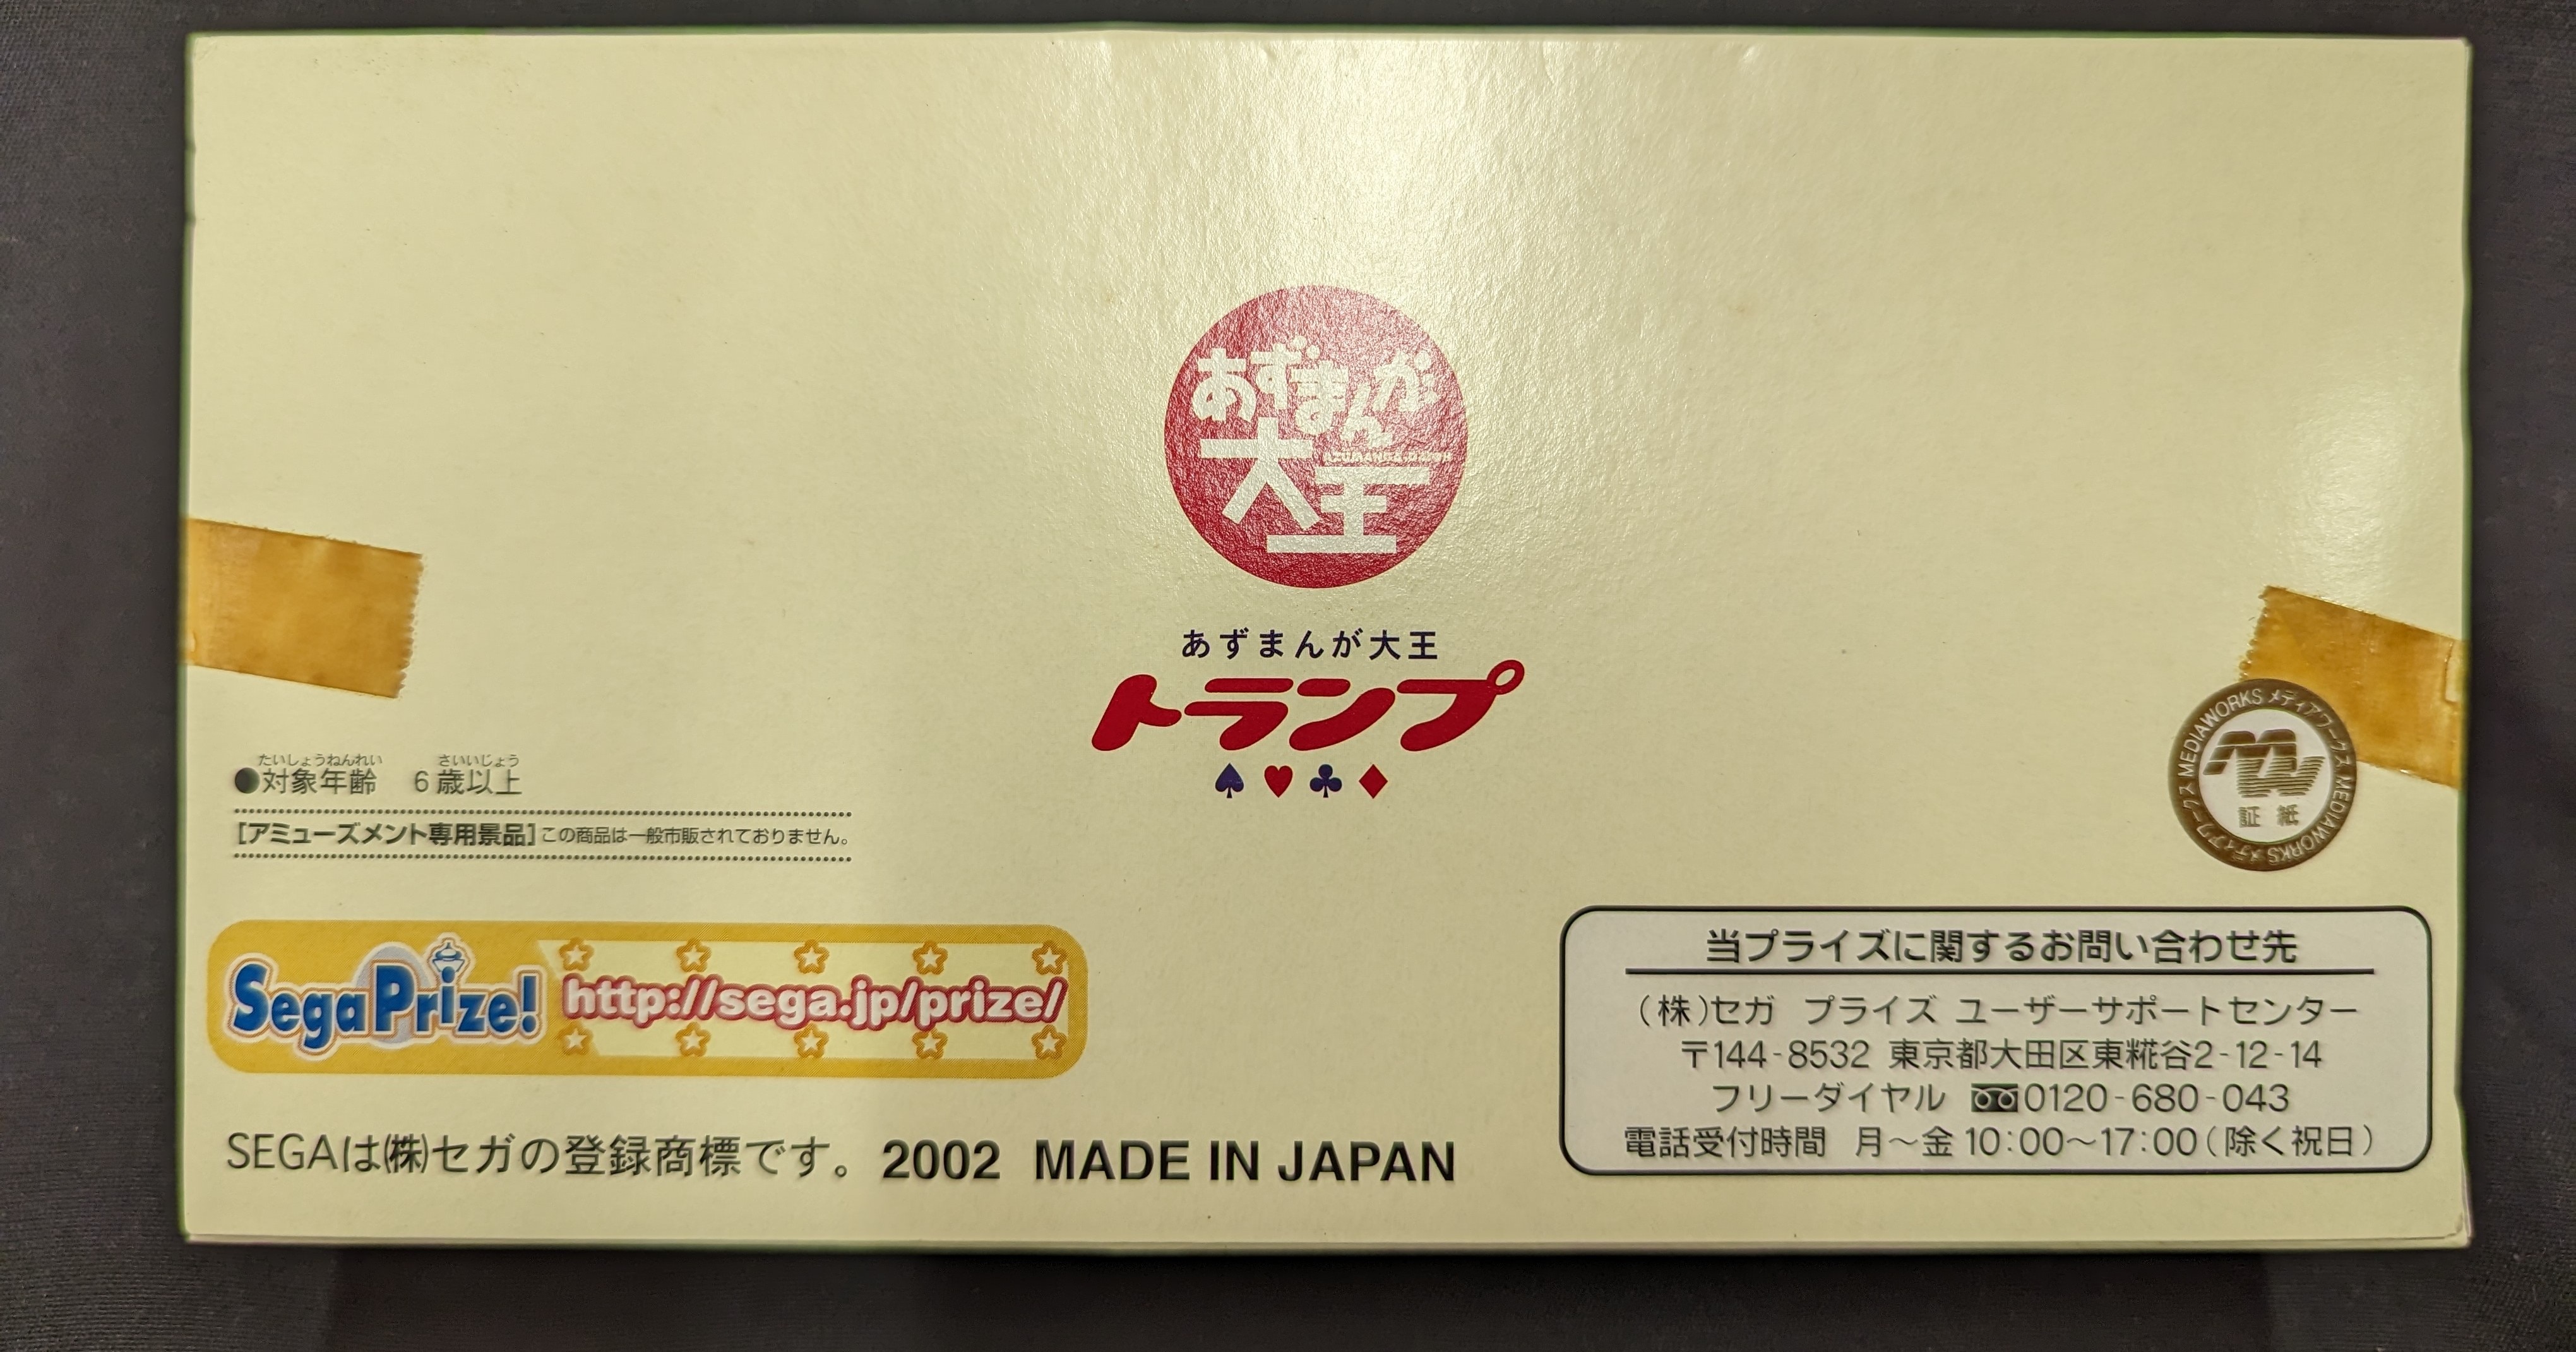 あずまんが
大王
AZUMANGA-DAIOH
あずまんが大王
トランプ
たいしょうねんれい さいいじょう
●対象年齢 6歳以上
[アミューズメント専用景品]この商品は一般市販されておりません。
MEDIAWORKS メディアワークス MEDIAWORKS メディアワークス
MW
証紙
Sega Prize! http://sega.jp/prize/
SEGAは(株)セガの登録商標です。 2002 MADE IN JAPAN
当プライズに関するお問い合わせ先
(株)セガ プライズ ユーザーサポートセンター
〒144-8532 東京都大田区東糀谷2-12-14
フリーダイヤル 0120-680-043
電話受付時間 月〜金 10:00〜17:00(除く祝日)